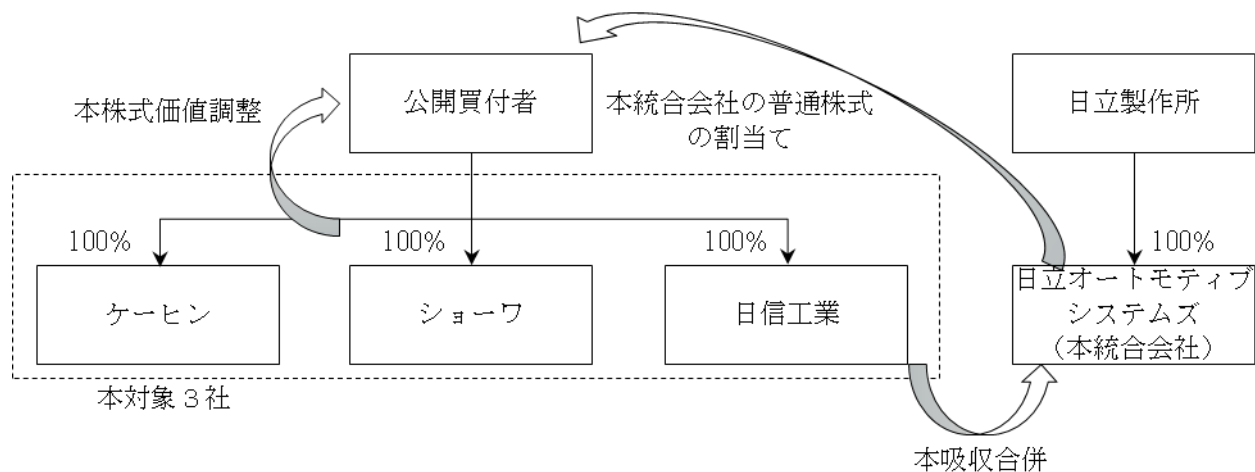 公開買付者
日立製作所
本株式価値調整
本統合会社の普通株式
の割当て
100%
100%
100%
100%
ケーヒン
ショーワ
日信工業
日立オートモティブ
システムズ
（本統合会社）
本対象３社
本吸収合併